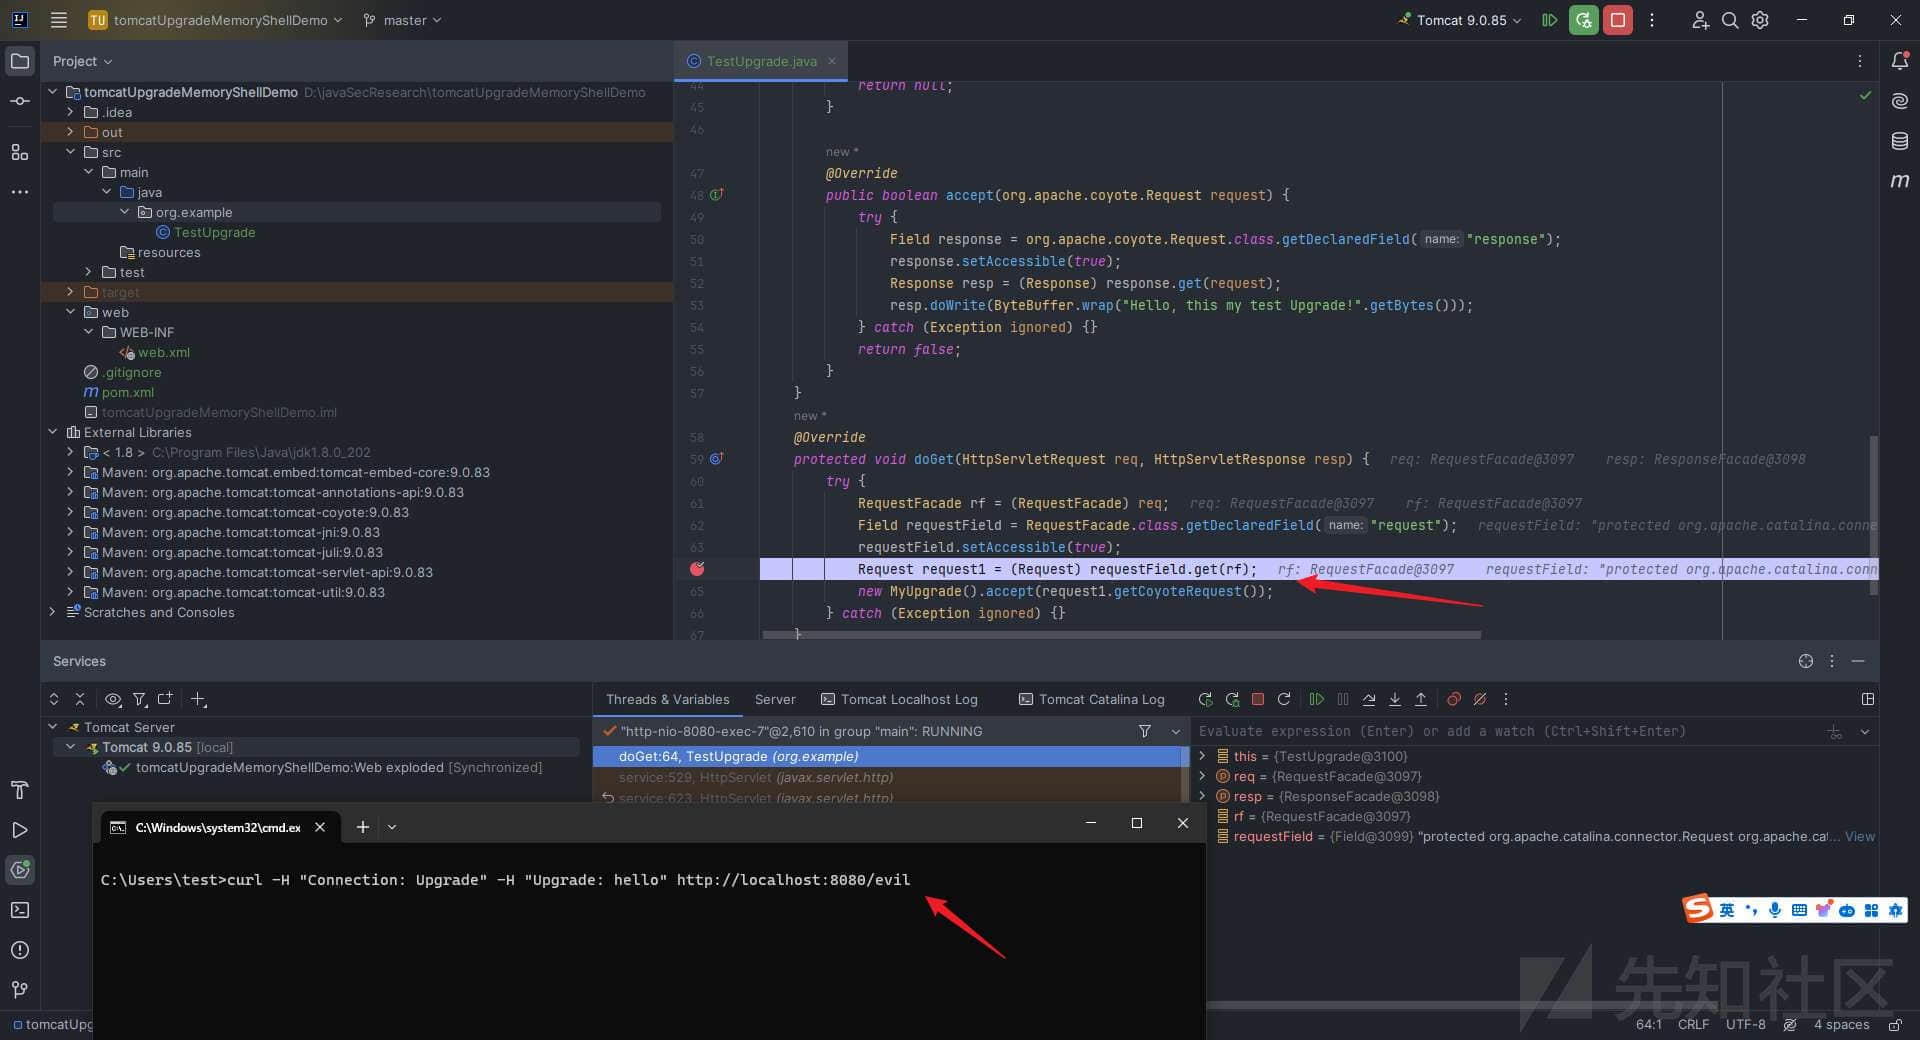 TU tomcatUpgradeMemoryShellDemo master Tomcat 9.0.85
Project
TestUpgrade.java
tomcatUpgradeMemoryShellDemo D:\javaSecResearch\tomcatUpgradeMemoryShellDemo
.idea
out
src
main
java
org.example
TestUpgrade
resources
test
target
web
WEB-INF
web.xml
.gitignore
m pom.xml
tomcatUpgradeMemoryShellDemo.iml
External Libraries
< 1.8 > C:\Program Files\Java\jdk1.8.0_202
Maven: org.apache.tomcat.embed:tomcat-embed-core:9.0.83
Maven: org.apache.tomcat:tomcat-annotations-api:9.0.83
Maven: org.apache.tomcat:tomcat-coyote:9.0.83
Maven: org.apache.tomcat:tomcat-jni:9.0.83
Maven: org.apache.tomcat:tomcat-juli:9.0.83
Maven: org.apache.tomcat:tomcat-servlet-api:9.0.83
Maven: org.apache.tomcat:tomcat-util:9.0.83
Scratches and Consoles
44 return null;
45 }
46
new *
47 @Override
48 public boolean accept(org.apache.coyote.Request request) {
49 try {
50 Field response = org.apache.coyote.Request.class.getDeclaredField( name: "response");
51 response.setAccessible(true);
52 Response resp = (Response) response.get(request);
53 resp.doWrite(ByteBuffer.wrap("Hello, this my test Upgrade!".getBytes()));
54 } catch (Exception ignored) {}
55 return false;
56 }
57 }
new *
58 @Override
59 protected void doGet(HttpServletRequest req, HttpServletResponse resp) { req: RequestFacade@3097 resp: ResponseFacade@3098
60 try {
61 RequestFacade rf = (RequestFacade) req; req: RequestFacade@3097 rf: RequestFacade@3097
62 Field requestField = RequestFacade.class.getDeclaredField( name: "request"); requestField: "protected org.apache.catalina.conne
63 requestField.setAccessible(true);
Request request1 = (Request) requestField.get(rf); rf: RequestFacade@3097 requestField: "protected org.apache.catalina.conn
65 new MyUpgrade().accept(request1.getCoyoteRequest());
66 } catch (Exception ignored) {}
67 }
Services
Threads & Variables Server Tomcat Localhost Log Tomcat Catalina Log
Tomcat Server
Tomcat 9.0.85 [local]
tomcatUpgradeMemoryShellDemo:Web exploded [Synchronized]
"http-nio-8080-exec-7"@2,610 in group "main": RUNNING
doGet:64, TestUpgrade (org.example)
service:529, HttpServlet (javax.servlet.http)
service:623, HttpServlet (javax.servlet.http)
Evaluate expression (Enter) or add a watch (Ctrl+Shift+Enter)
this = {TestUpgrade@3100}
req = {RequestFacade@3097}
resp = {ResponseFacade@3098}
rf = {RequestFacade@3097}
requestField = {Field@3099} "protected org.apache.catalina.connector.Request org.apache.cat... View
C:\Windows\system32\cmd.ex
C:\Users\test>curl -H "Connection: Upgrade" -H "Upgrade: hello" http://localhost:8080/evil
英
先知社区
tomcatUpg
64:1 CRLF UTF-8 4 spaces